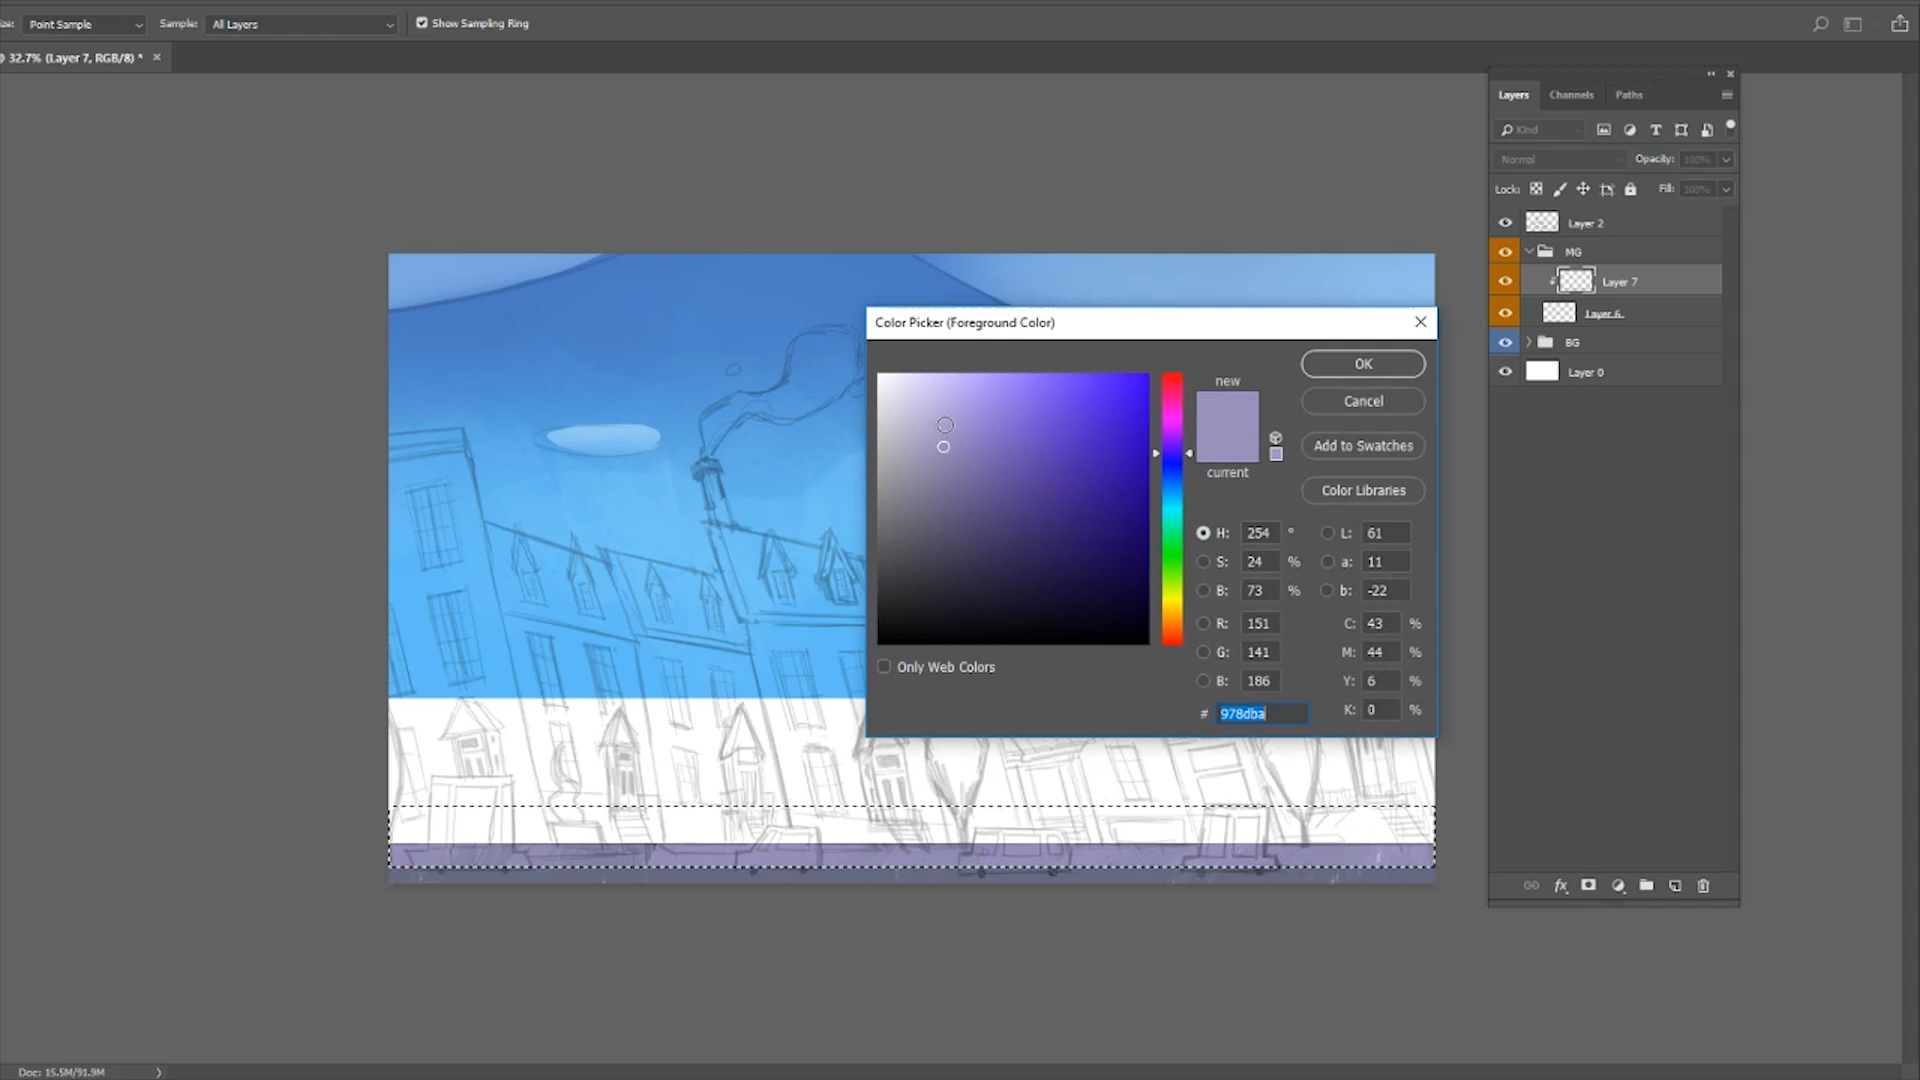 Point Sample
Sample: All Layers
Show Sampling Ring
32.7% (Layer 7, RGB/8) *
Layers Channels Paths
Kind
Normal Opacity: 100%
Lock: Fill: 100%
Layer 2
MG
Layer 7
Layer 6
BG
Layer 0
Color Picker (Foreground Color)
new
current
OK
Cancel
Add to Swatches
Color Libraries
H: 254 °
S: 24 %
B: 73 %
R: 151
G: 141
B: 186
# 978dba
L: 61
a: 11
b: -22
C: 43 %
M: 44 %
Y: 6 %
K: 0 %
Only Web Colors
fx
Doc: 15.5M/91.9M